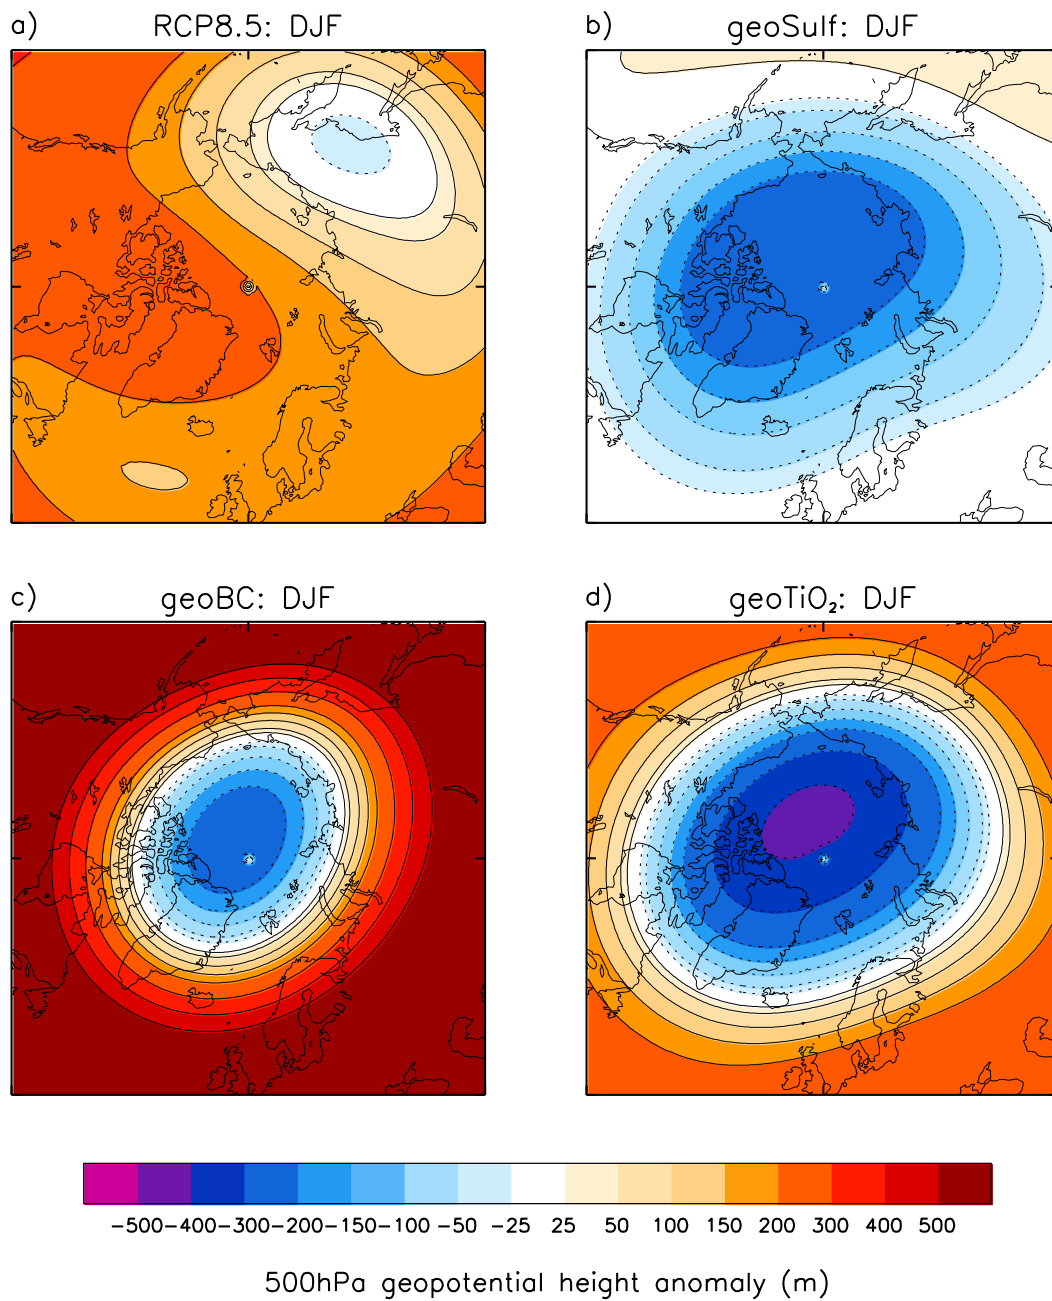 a) RCP8.5: DJF
b) geoSulf: DJF
c) geoBC: DJF
d) geoTiO₂: DJF
−500 −400 −300 −200 −150 −100 −50 −25 25 50 100 150 200 300 400 500
500hPa geopotential height anomaly (m)